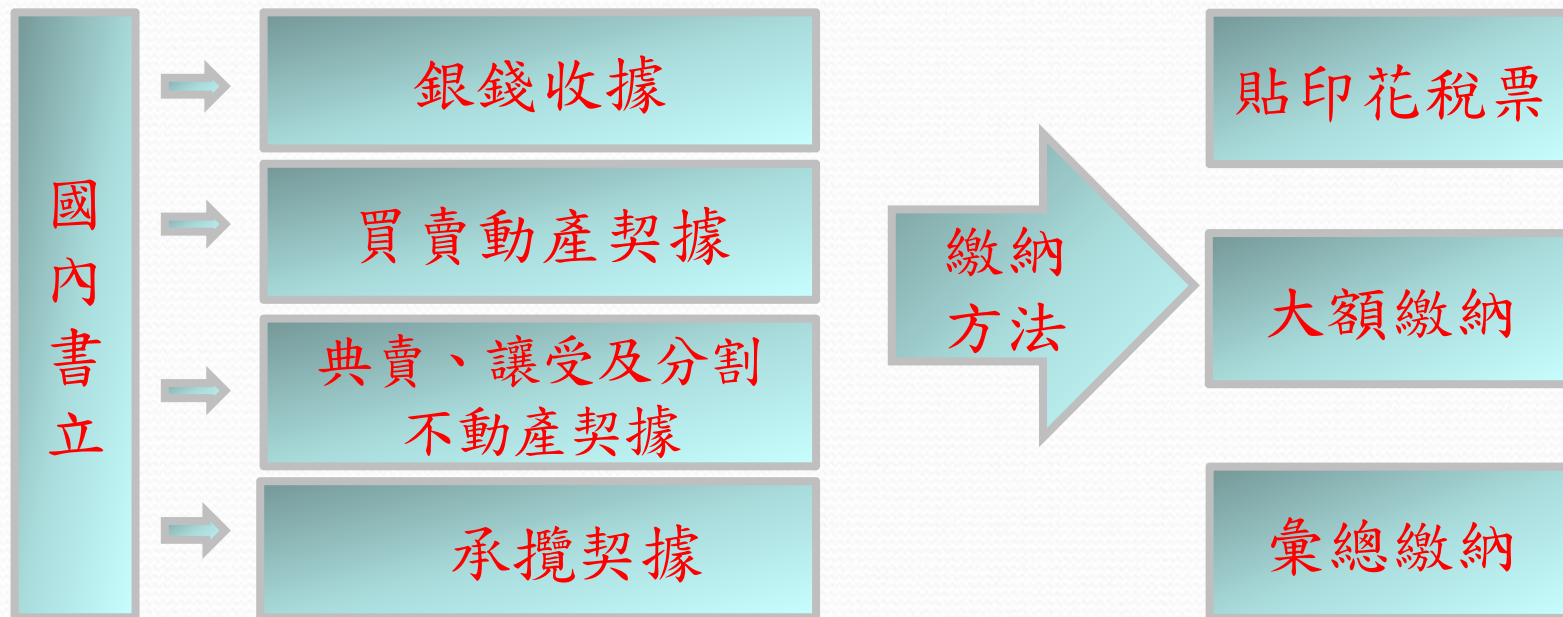 國內書立
銀錢收據
買賣動產契據
典賣、讓受及分割
不動產契據
承攬契據
繳納
方法
貼印花稅票
大額繳納
彙總繳納